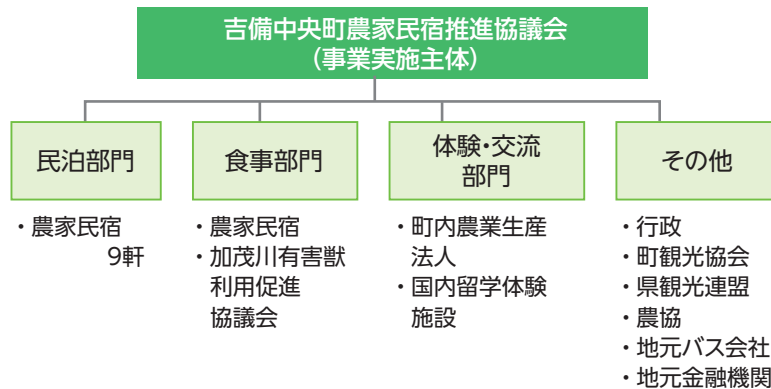 吉備中央町農家民宿推進協議会
（事業実施主体）
民泊部門
・農家民宿
9軒
食事部門
・農家民宿
・加茂川有害獣
利用促進
協議会
体験・交流
部門
・町内農業生産
法人
・国内留学体験
施設
その他
・行政
・町観光協会
・県観光連盟
・農協
・地元バス会社
・地元金融機関